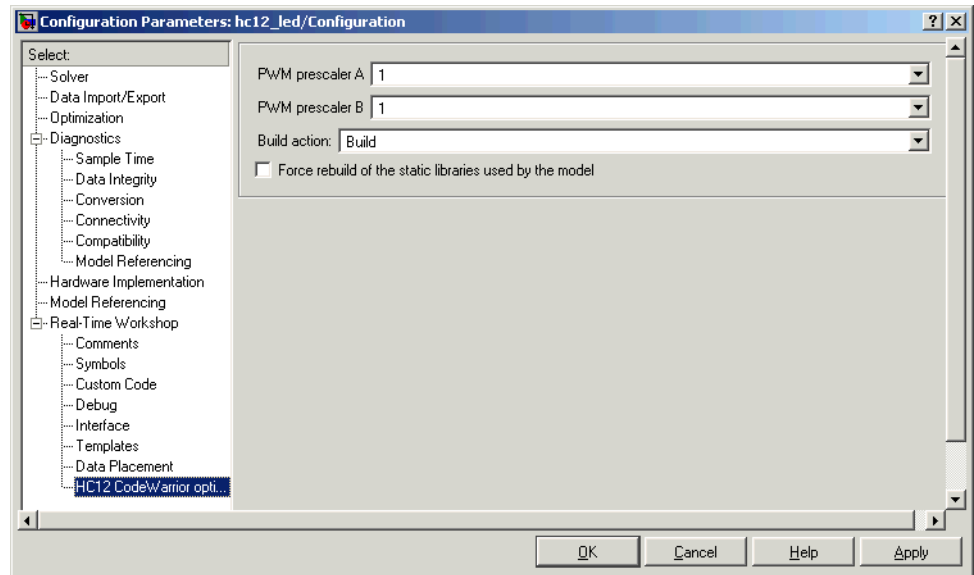 Configuration Parameters: hc12_led/Configuration
Select:
Solver
Data Import/Export
Optimization
Diagnostics
Sample Time
Data Integrity
Conversion
Connectivity
Compatibility
Model Referencing
Hardware Implementation
Model Referencing
Real-Time Workshop
Comments
Symbols
Custom Code
Debug
Interface
Templates
Data Placement
HC12 CodeWarrior opti...
PWM prescaler A 1
PWM prescaler B 1
Build action: Build
Force rebuild of the static libraries used by the model
OK Cancel Help Apply